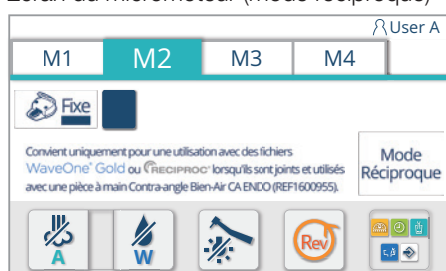 Écran du micromoteur (mode réciproque)
User A
M1 M2 M3 M4
Fixe
Convient uniquement pour une utilisation avec des fichiers
WaveOne® Gold ou RECIPROC® lorsqu'ils sont joints et utilisés
avec une pièce à main Contra-angle Bien-Air CA ENDO (REF1600955).
Mode
Réciproque
A W Rev